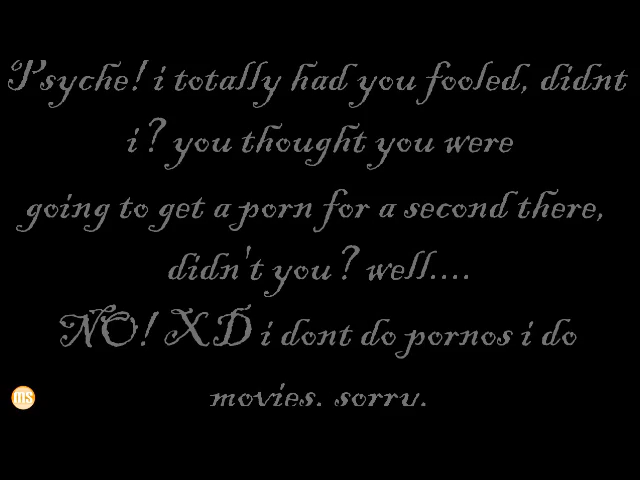 Psyche! i totally had you fooled, didnt
i? you thought you were
going to get a porn for a second there,
didn't you? well....
NO! XD i dont do pornos i do
movies. sorry.
ms